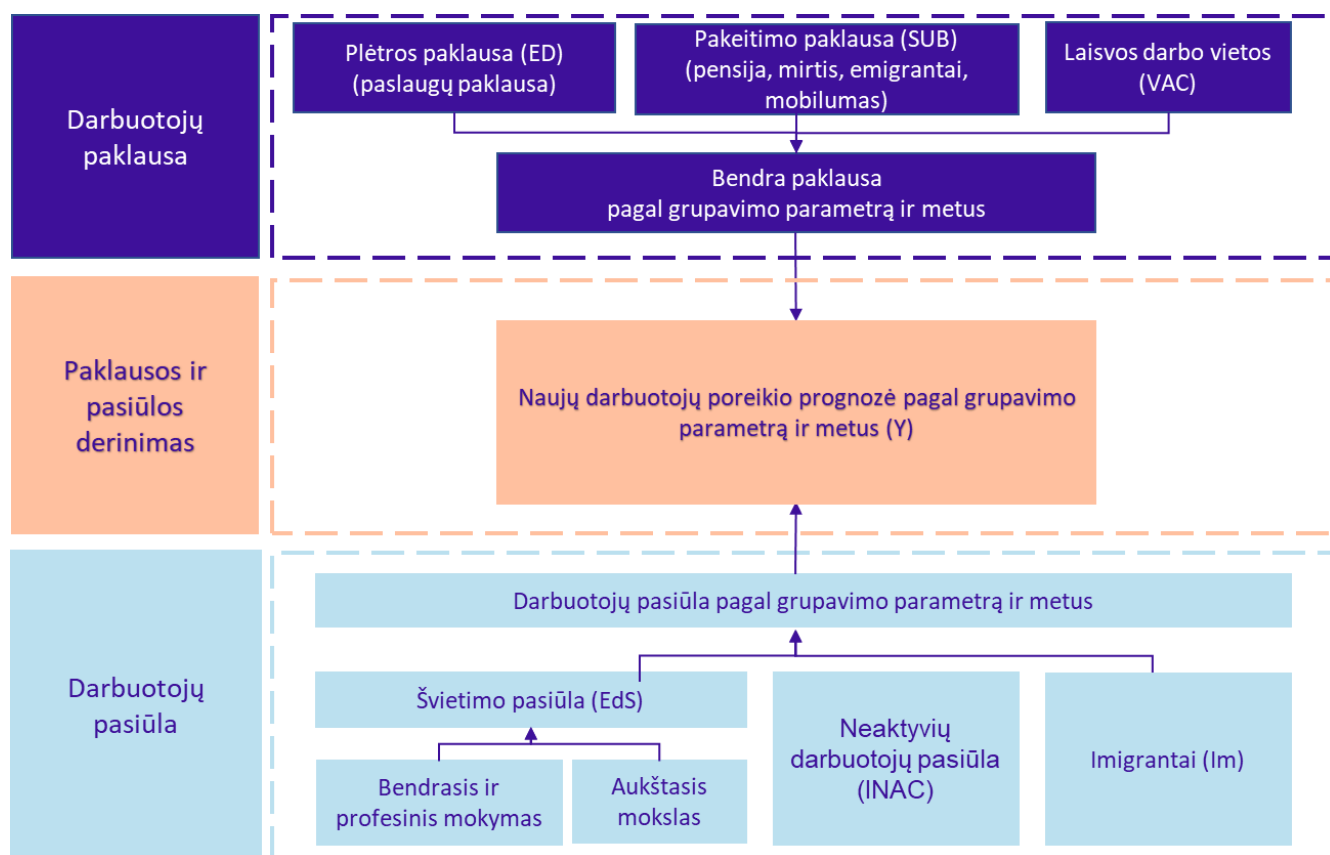 Darbuotojų
paklausa
Plėtros paklausa (ED)
(paslaugų paklausa)
Pakeitimo paklausa (SUB)
(pensija, mirtis, emigrantai,
mobilumas)
Laisvos darbo vietos
(VAC)
Bendra paklausa
pagal grupavimo parametrą ir metus
Paklausos ir
pasiūlos
derinimas
Naujų darbuotojų poreikio prognozė pagal grupavimo
parametrą ir metus (Y)
Darbuotojų
pasiūla
Darbuotojų pasiūla pagal grupavimo parametrą ir metus
Švietimo pasiūla (EdS)
Bendrasis ir
profesinis mokymas
Aukštasis
mokslas
Neaktyvių
darbuotojų pasiūla
(INAC)
Imigrantai (Im)